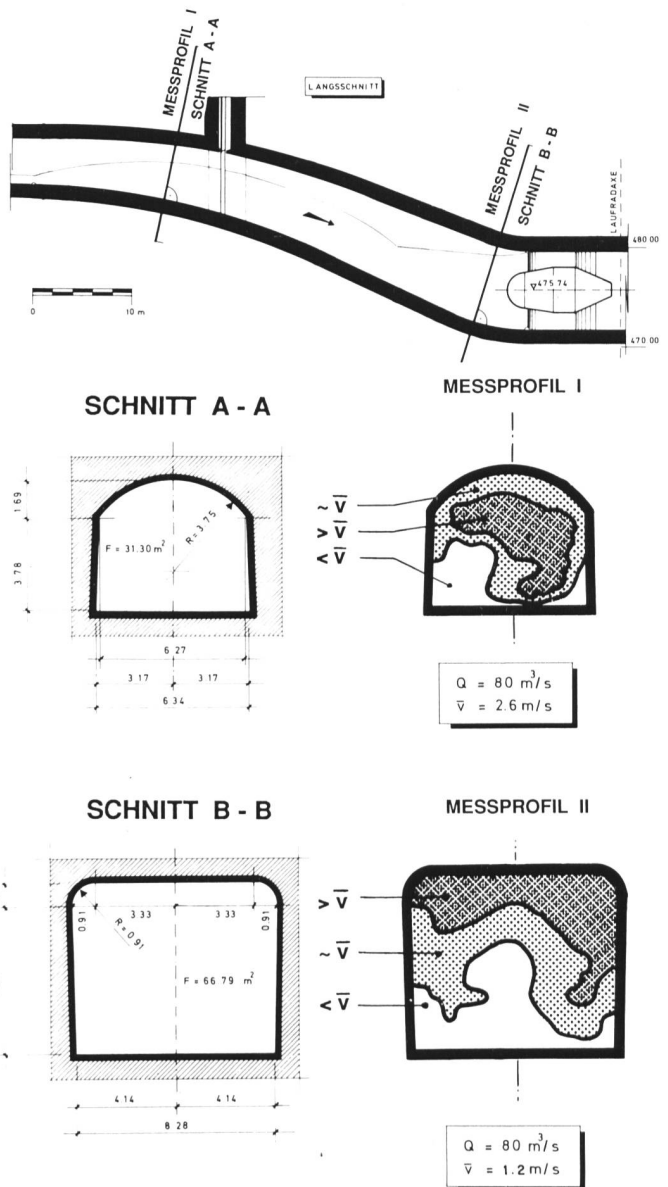 MESSPROFIL I
SCHNITT A - A
LANGSSCHNITT
MESSPROFIL II
SCHNITT B - B
LAUFRADAXE
480 00
475 74
470 00
0 10 m
SCHNITT A - A
MESSPROFIL I
1.69
3.78
F = 31.30 m²
R = 3.75
6 27
3 17 3 17
6 34
~ v̄
> v̄
< v̄
Q = 80 m³/s
v̄ = 2.6 m/s
SCHNITT B - B
MESSPROFIL II
0.91
3 33
3 33
0.91
R = 0.91
F = 66 79 m²
4 14 4 14
8 28
> v̄
~ v̄
< v̄
Q = 80 m³/s
v̄ = 1.2 m/s